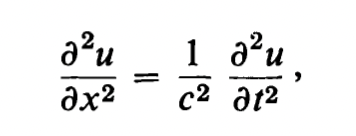 ∂²u/∂x² = 1/c² ∂²u/∂t²,